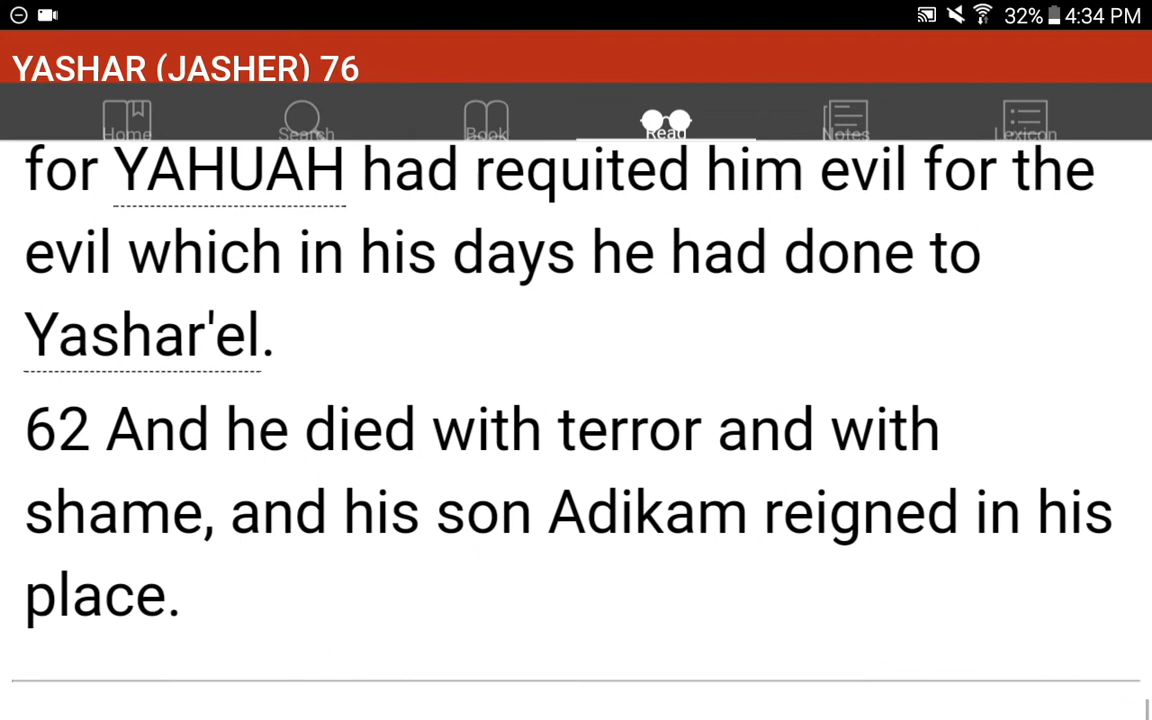 32% 4:34 PM
YASHAR (JASHER) 76
Home Search Book Read Notes Lexicon
for YAHUAH had requited him evil for the
evil which in his days he had done to
Yashar'el.
62 And he died with terror and with
shame, and his son Adikam reigned in his
place.